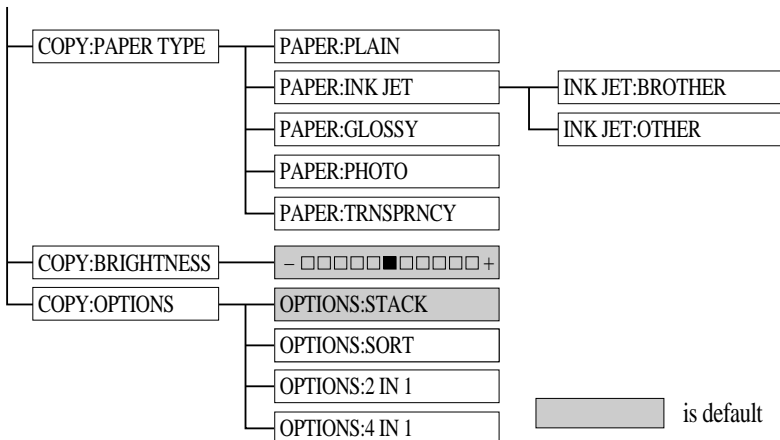 COPY:PAPER TYPE
PAPER:PLAIN
PAPER:INK JET
INK JET:BROTHER
INK JET:OTHER
PAPER:GLOSSY
PAPER:PHOTO
PAPER:TRNSPRNCY
COPY:BRIGHTNESS
– □□□□□■□□□□□ +
COPY:OPTIONS
OPTIONS:STACK
OPTIONS:SORT
OPTIONS:2 IN 1
OPTIONS:4 IN 1
is default